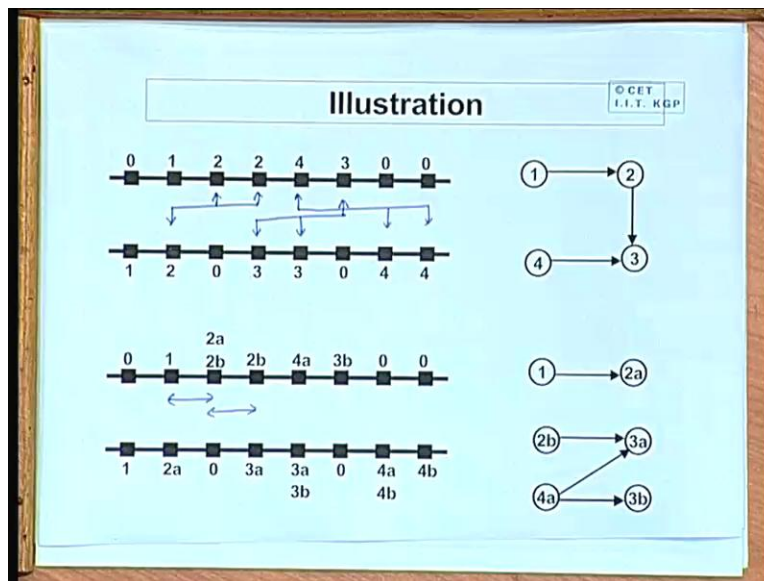 Illustration
© CET
I.I.T. KGP
0 1 2 2 4 3 0 0
1 2 0 3 3 0 4 4
1 2
4 3
2a
0 1 2b 2b 4a 3b 0 0
1 2a 0 3a 3a 0 4a 4b
3b 4b
1 2a
2b 3a
4a 3b